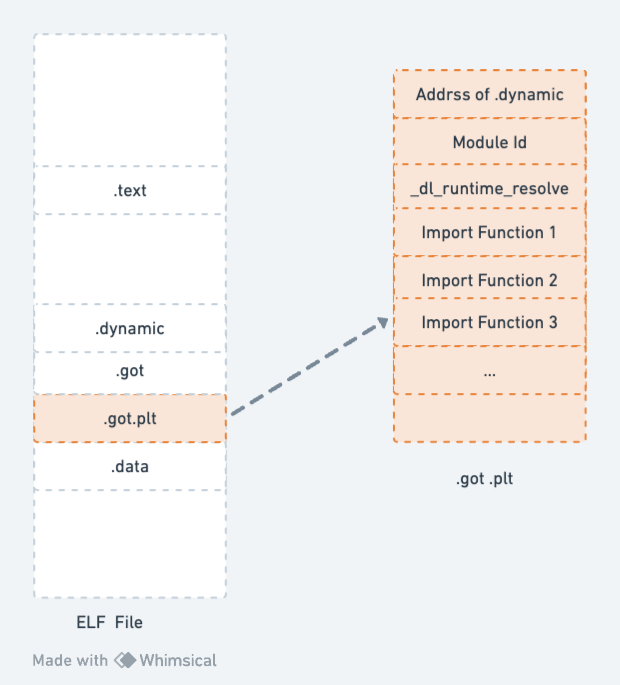 .text
.dynamic
.got
.got.plt
.data
ELF File
Addrss of .dynamic
Module Id
_dl_runtime_resolve
Import Function 1
Import Function 2
Import Function 3
...
.got .plt
Made with Whimsical